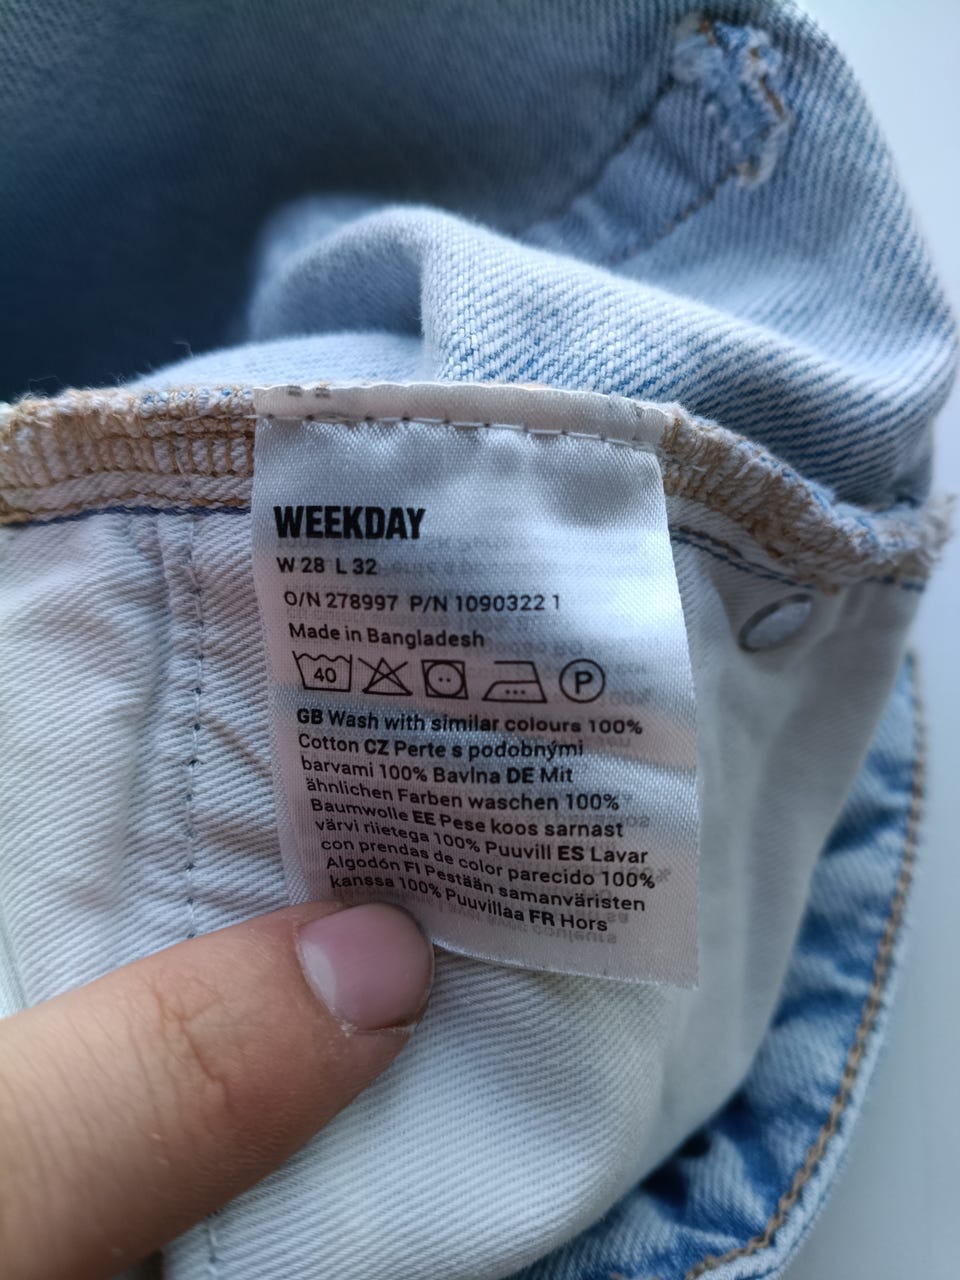 WEEKDAY
W 28 L 32
O/N 278997 P/N 1090322 1
Made in Bangladesh
40 P
GB Wash with similar colours 100%
Cotton CZ Perte s podobnými
barvami 100% Bavlna DE Mit
ähnlichen Farben waschen 100%
Baumwolle EE Pese koos sarnast
värvi riietega 100% Puuvill ES Lavar
con prendas de color parecido 100%
Algodón FI Pestään samanväristen
kanssa 100% Puuvillaa FR Hors